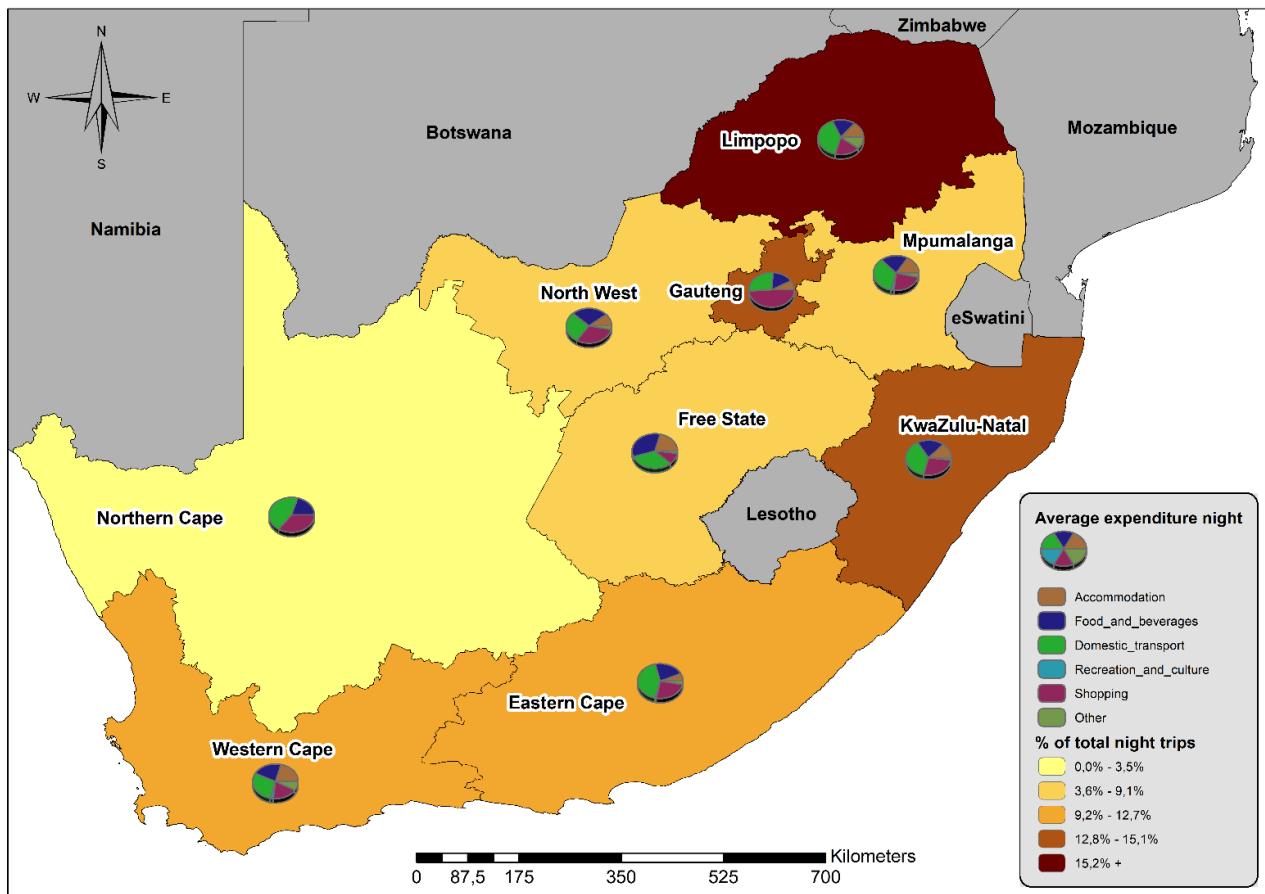 Zimbabwe
N
W
E
S
Botswana
Mozambique
Limpopo
Namibia
Mpumalanga
North West
Gauteng
eSwatini
Free State
KwaZulu-Natal
Lesotho
Northern Cape
Eastern Cape
Western Cape
Average expenditure night
Accommodation
Food_and_beverages
Domestic_transport
Recreation_and_culture
Shopping
Other
% of total night trips
0,0% - 3,5%
3,6% - 9,1%
9,2% - 12,7%
12,8% - 15,1%
15,2% +
Kilometers
0 87,5 175 350 525 700